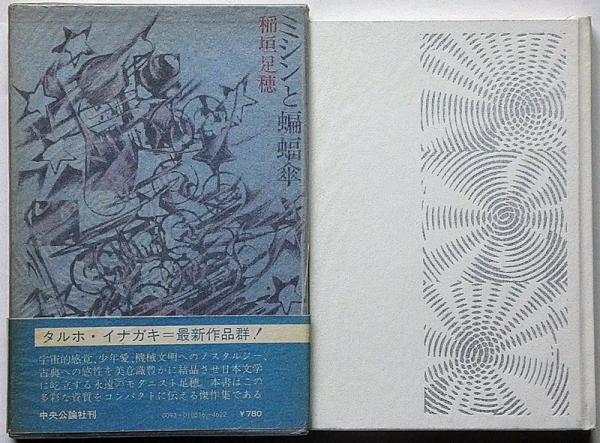 ミシンと蝙蝠傘
稲垣足穂
タルホ・イナガキ=最新作品群!
宇宙的感覚、少年愛、機械文明へのノスタルジー、
古典への感性を美意識豊かに結晶させ日本文学
に屹立する永遠のモダニスト足穂。本書はこの
多彩な資質をコンパクトに伝える傑作集である
中央公論社刊
0093-010516-4622
¥780